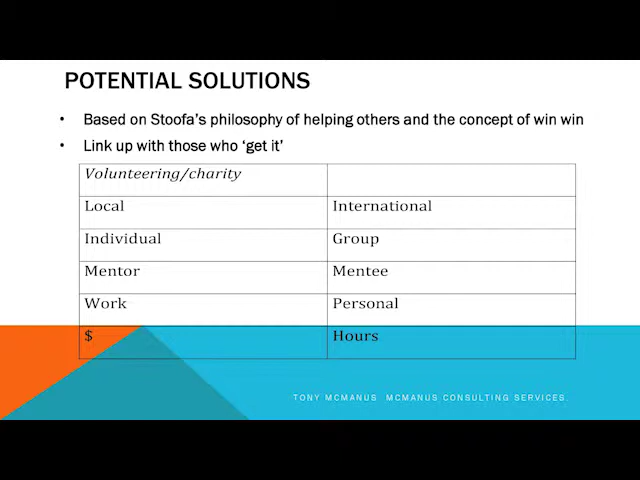 POTENTIAL SOLUTIONS
• Based on Stoofa's philosophy of helping others and the concept of win win
• Link up with those who 'get it'
Volunteering/charity
Local International
Individual Group
Mentor Mentee
Work Personal
$ Hours
TONY MCMANUS MCMANUS CONSULTING SERVICES.